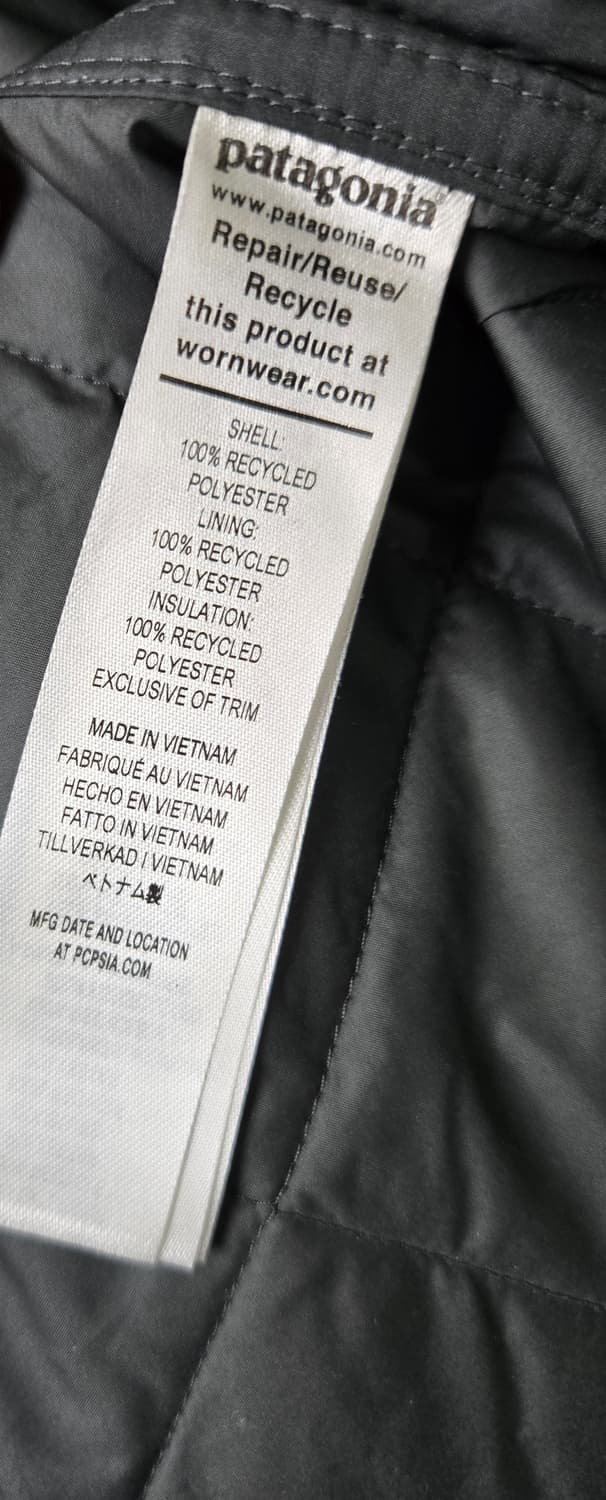 patagonia®
www.patagonia.com
Repair/Reuse/
Recycle
this product at
wornwear.com
SHELL:
100% RECYCLED
POLYESTER
LINING:
100% RECYCLED
POLYESTER
INSULATION:
100% RECYCLED
POLYESTER
EXCLUSIVE OF TRIM
MADE IN VIETNAM
FABRIQUÉ AU VIETNAM
HECHO EN VIETNAM
FATTO IN VIETNAM
TILLVERKAD I VIETNAM
ベトナム製
MFG DATE AND LOCATION
AT PCPSIA.COM